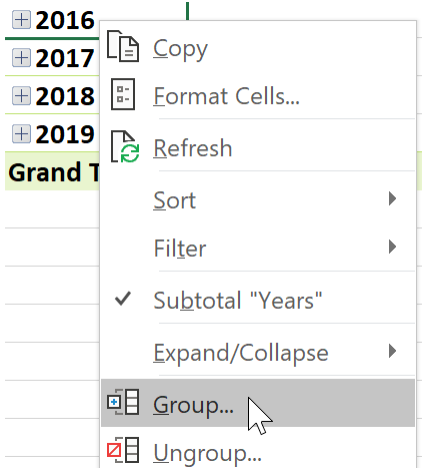 2016
2017
2018
2019
Grand T
Copy
Format Cells...
Refresh
Sort
Filter
Subtotal "Years"
Expand/Collapse
Group...
Ungroup...